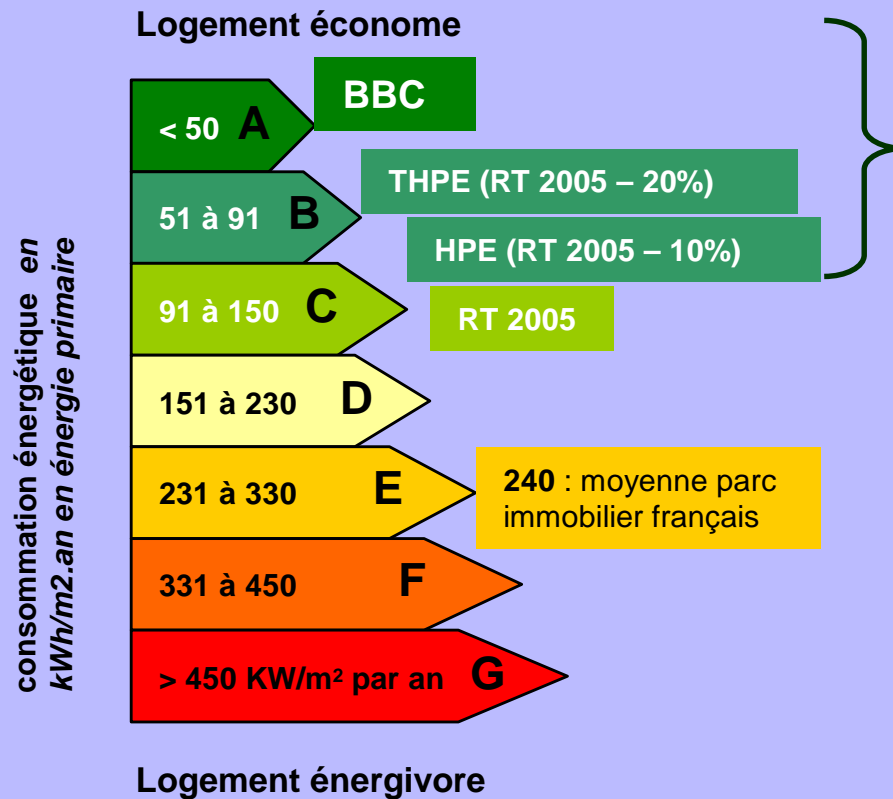 Logement économe
BBC
< 50 A
THPE (RT 2005 – 20%)
51 à 91 B
HPE (RT 2005 – 10%)
91 à 150 C
RT 2005
151 à 230 D
231 à 330 E
240 : moyenne parc
immobilier français
331 à 450 F
> 450 KW/m² par an G
consommation énergétique en
kWh/m2.an en énergie primaire
Logement énergivore